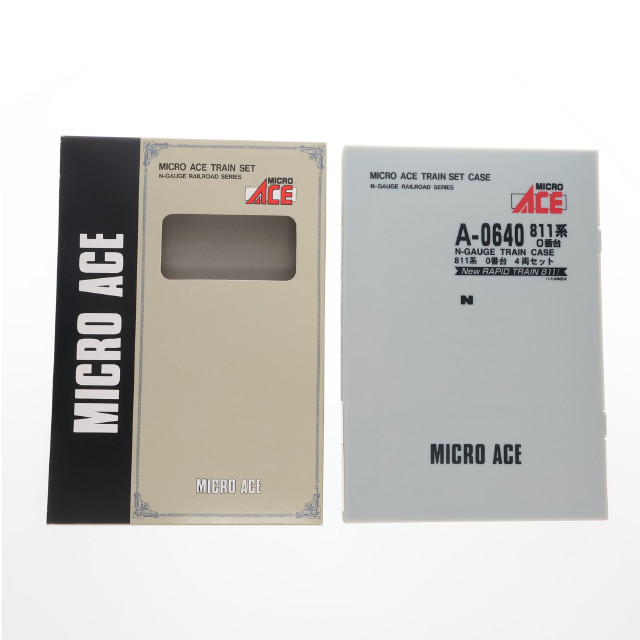 MICRO ACE
MICRO ACE TRAIN SET
N-GAUGE RAILROAD SERIES
MICRO
ACE
MICRO ACE
MICRO ACE TRAIN SET CASE
N-GAUGE RAILROAD SERIES
MICRO
ACE
A-0640 811系
0番台
N-GAUGE TRAIN CASE
811系 0番台 4両セット
New RAPID TRAIN 811!
N
MICRO ACE